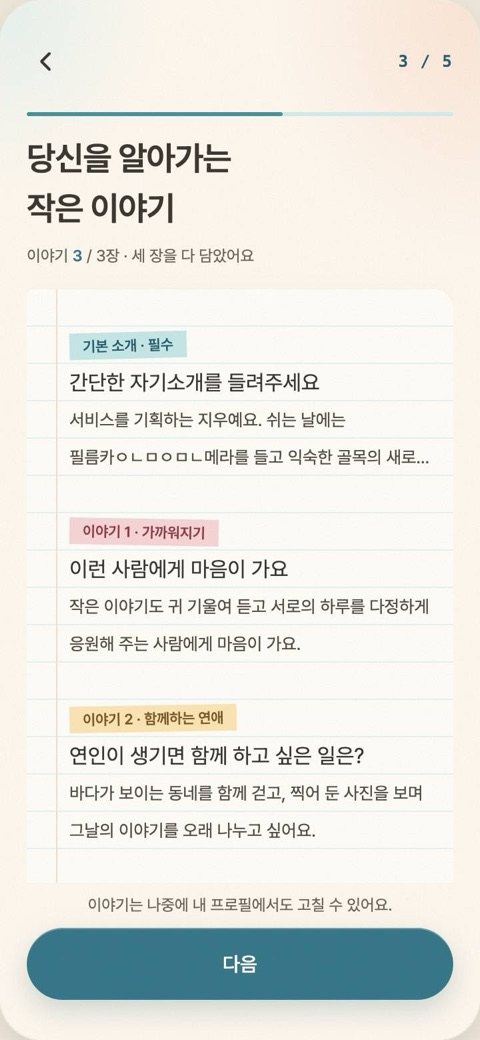 3 / 5
당신을 알아가는
작은 이야기
이야기 3 / 3장 · 세 장을 다 담았어요
기본 소개 · 필수
간단한 자기소개를 들려주세요
서비스를 기획하는 지우예요. 쉬는 날에는
필름카ㅇㄴㅁㅇㅁㄴ메라를 들고 익숙한 골목의 새로...
이야기 1 · 가까워지기
이런 사람에게 마음이 가요
작은 이야기도 귀 기울여 듣고 서로의 하루를 다정하게
응원해 주는 사람에게 마음이 가요.
이야기 2 · 함께하는 연애
연인이 생기면 함께 하고 싶은 일은?
바다가 보이는 동네를 함께 걷고, 찍어 둔 사진을 보며
그날의 이야기를 오래 나누고 싶어요.
이야기는 나중에 내 프로필에서도 고칠 수 있어요.
다음